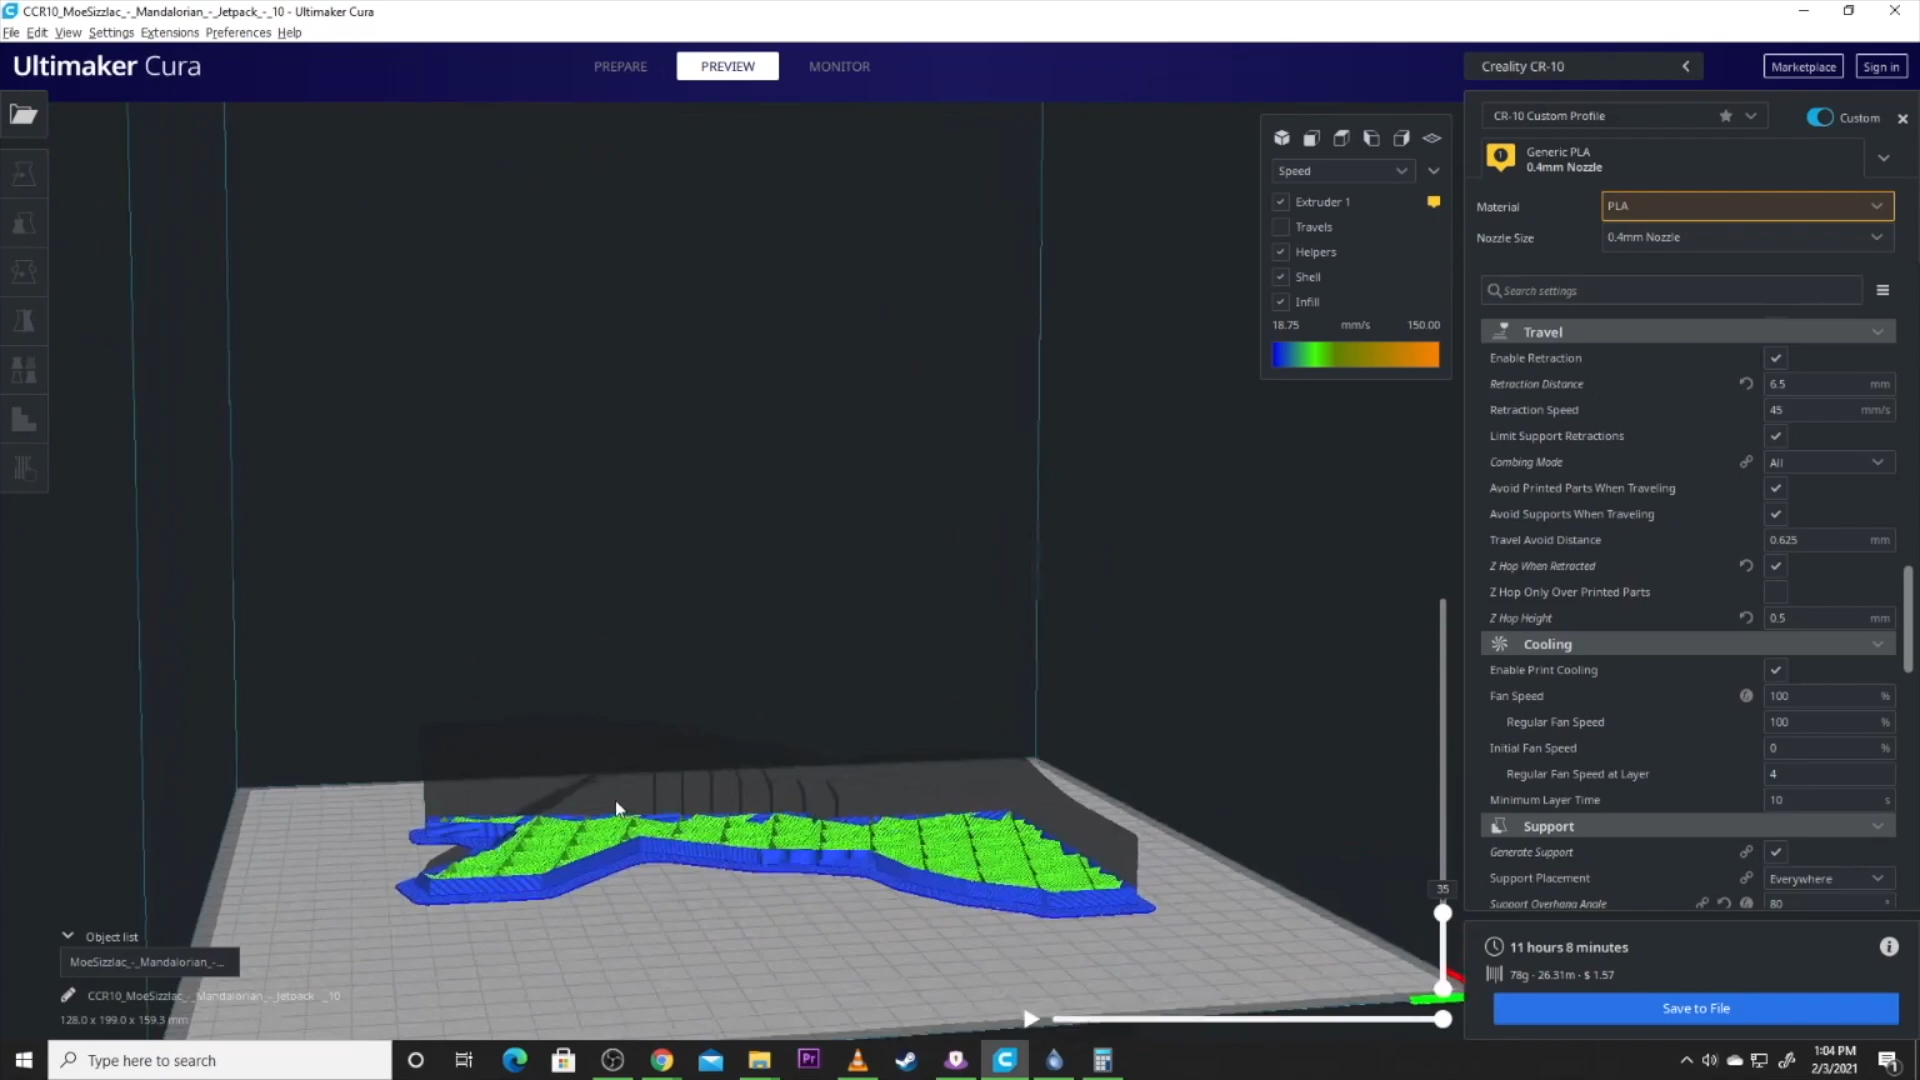 CCR10_MoeSizzlac_-_Mandalorian_-_Jetpack_-_10 - Ultimaker Cura
File Edit View Settings Extensions Preferences Help
Ultimaker Cura
PREPARE
PREVIEW
MONITOR
Creality CR-10
Marketplace
Sign in
CR-10 Custom Profile
Custom
1
Generic PLA
0.4mm Nozzle
Material
PLA
Nozzle Size
0.4mm Nozzle
Search settings
Speed
Extruder 1
Travels
Helpers
Shell
Infill
18.75 mm/s 150.00
Travel
Enable Retraction
Retraction Distance 6.5 mm
Retraction Speed 45 mm/s
Limit Support Retractions
Combing Mode All
Avoid Printed Parts When Traveling
Avoid Supports When Traveling
Travel Avoid Distance 0.625 mm
Z Hop When Retracted
Z Hop Only Over Printed Parts
Z Hop Height 0.5 mm
Cooling
Enable Print Cooling
Fan Speed 100 %
Regular Fan Speed 100 %
Initial Fan Speed 0 %
Regular Fan Speed at Layer 4
Minimum Layer Time 10 s
Support
Generate Support
Support Placement Everywhere
Support Overhang Angle 80 °
35
Object list
MoeSizzlac_-_Mandalorian_-...
CCR10_MoeSizzlac_-_Mandalorian_-_Jetpack_-_10
128.0 x 199.0 x 159.3 mm
11 hours 8 minutes
78g · 26.31m · $ 1.57
Save to File
Type here to search
Pr
1:04 PM
2/3/2021
1